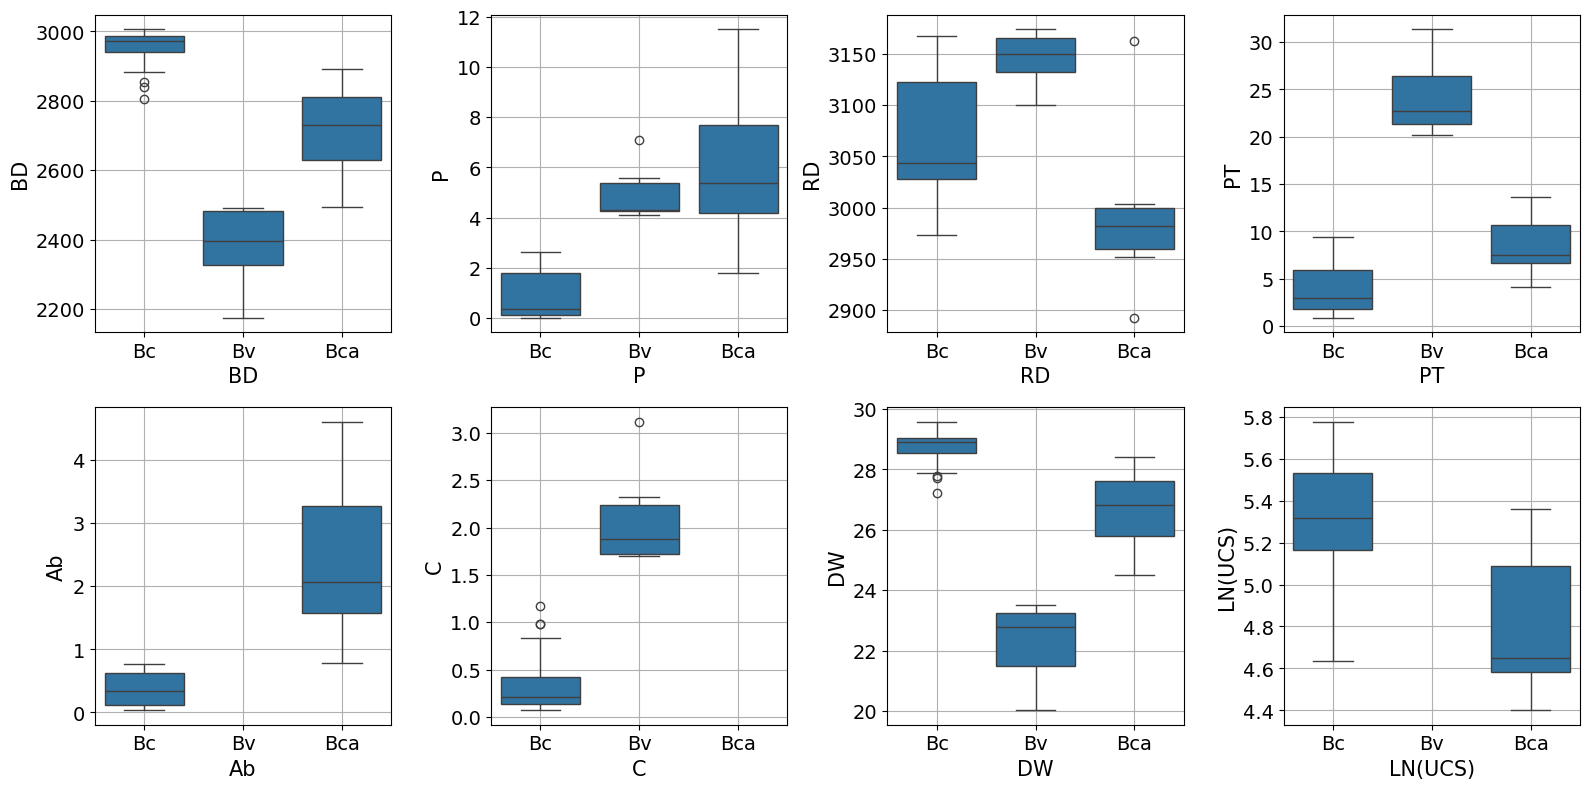 BD
3000
2800
2600
2400
2200
Bc Bv Bca
BD
P
12
10
8
6
4
2
0
Bc Bv Bca
P
RD
3150
3100
3050
3000
2950
2900
Bc Bv Bca
RD
PT
30
25
20
15
10
5
0
Bc Bv Bca
PT
Ab
4
3
2
1
0
Bc Bv Bca
Ab
C
3.0
2.5
2.0
1.5
1.0
0.5
0.0
Bc Bv Bca
C
DW
30
28
26
24
22
20
Bc Bv Bca
DW
LN(UCS)
5.8
5.6
5.4
5.2
5.0
4.8
4.6
4.4
Bc Bv Bca
LN(UCS)